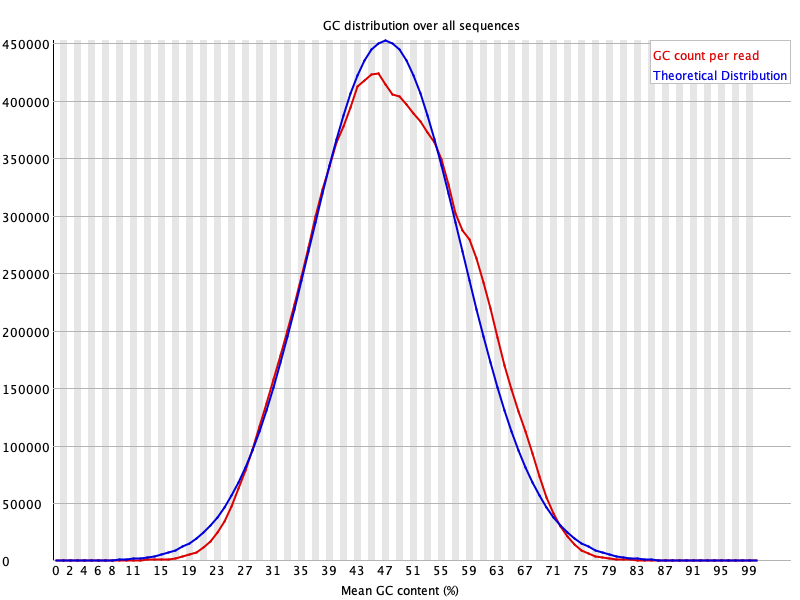 GC distribution over all sequences
GC count per read
Theoretical Distribution
450000
400000
350000
300000
250000
200000
150000
100000
50000
0
0 2 4 6 8 11 15 19 23 27 31 35 39 43 47 51 55 59 63 67 71 75 79 83 87 91 95 99
Mean GC content (%)